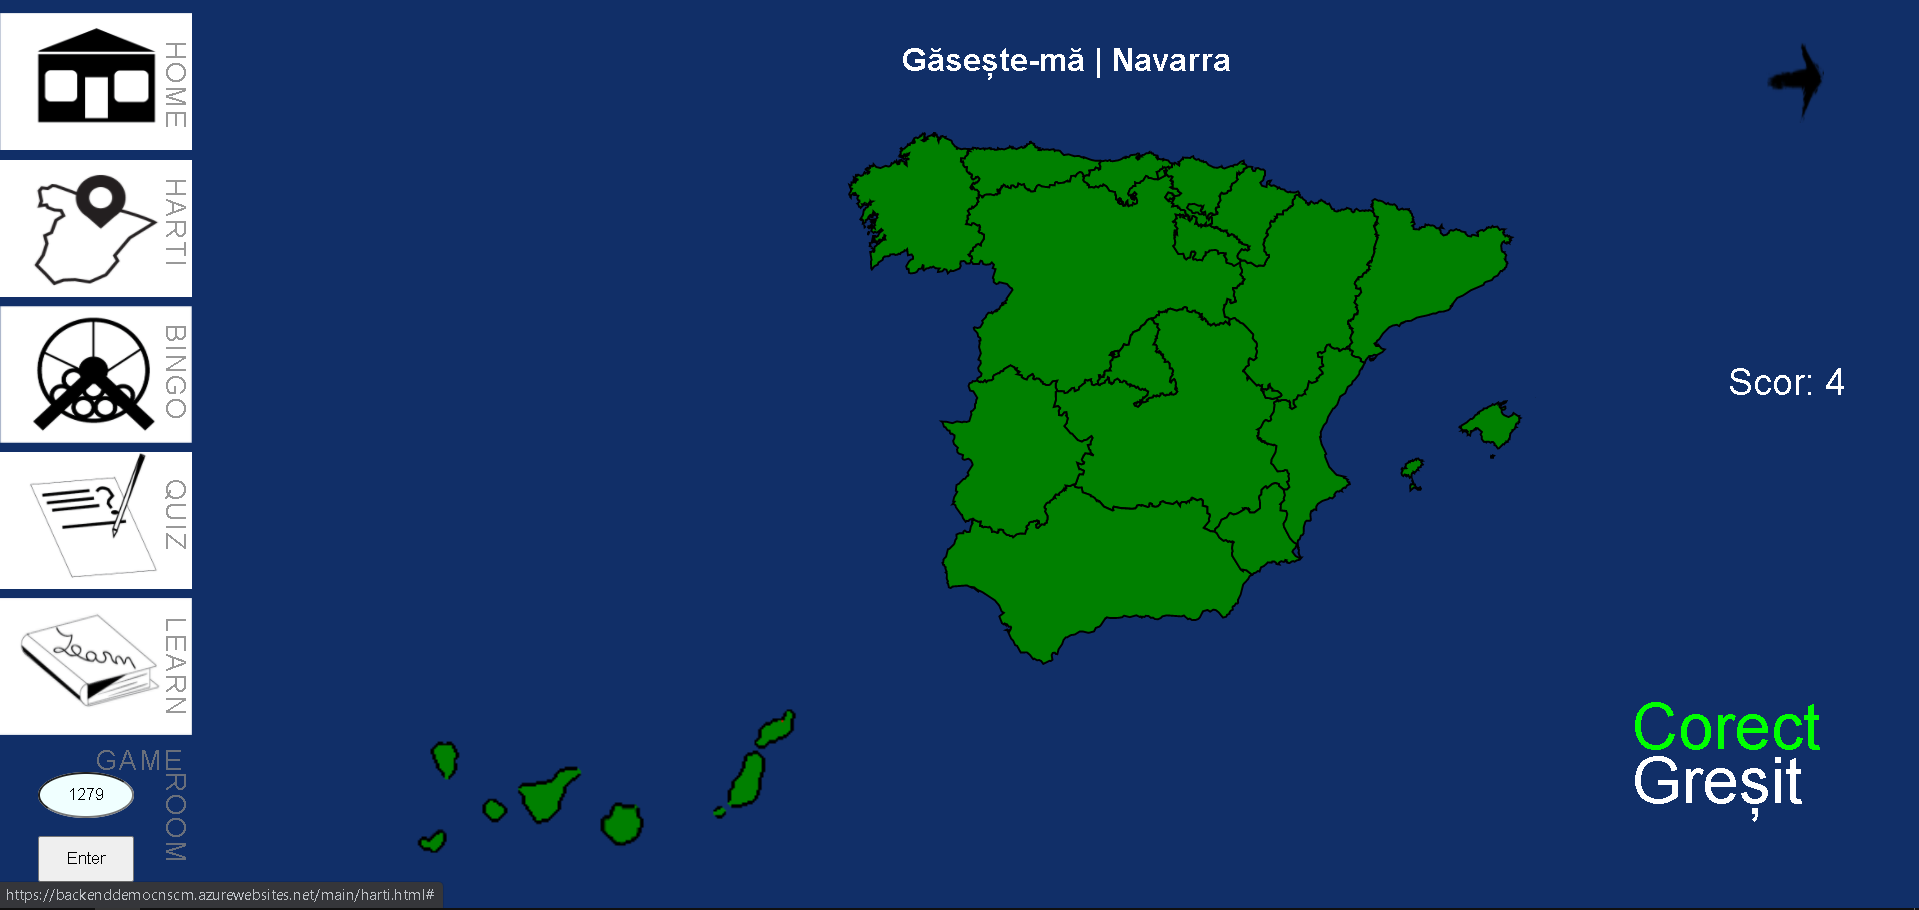 HOME
HARTI
BINGO
QUIZ
Learn
LEARN
GAME
ROOM
1279
Enter
Găsește-mă | Navarra
Scor: 4
Corect
Greșit
https://backenddemocnscm.azurewebsites.net/main/harti.html#